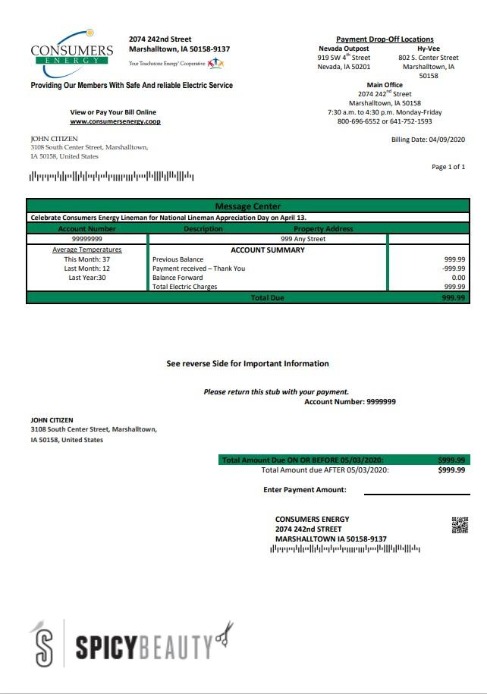 CONSUMERS
ENERGY
2074 242nd Street
Marshalltown, IA 50158-9137
Your Touchstone Energy® Cooperative
Providing Our Members With Safe And reliable Electric Service
Payment Drop-Off Locations
Nevada Outpost
919 SW 4th Street
Nevada, IA 50201
Hy-Vee
802 S. Center Street
Marshalltown, IA
50158
Main Office
2074 242nd Street
Marshalltown, IA 50158
7:30 a.m. to 4:30 p.m. Monday-Friday
800-696-6552 or 641-752-1593
View or Pay Your Bill Online
www.consumersenergy.coop
JOHN CITIZEN
3108 South Center Street, Marshalltown,
IA 50158, United States
Billing Date: 04/09/2020
Page 1 of 1
Message Center
Celebrate Consumers Energy Lineman for National Lineman Appreciation Day on April 13.
Account Number Description Property Address
99999999 999 Any Street
Average Temperatures ACCOUNT SUMMARY
This Month: 37 Previous Balance 999.99
Last Month: 12 Payment received – Thank You -999.99
Last Year:30 Balance Forward 0.00
Total Electric Charges 999.99
Total Due 999.99
See reverse Side for Important Information
Please return this stub with your payment.
Account Number: 9999999
JOHN CITIZEN
3108 South Center Street, Marshalltown,
IA 50158, United States
Total Amount Due ON OR BEFORE 05/03/2020: $999.99
Total Amount due AFTER 05/03/2020: $999.99
Enter Payment Amount:
CONSUMERS ENERGY
2074 242nd STREET
MARSHALLTOWN IA 50158-9137
SPICYBEAUTY